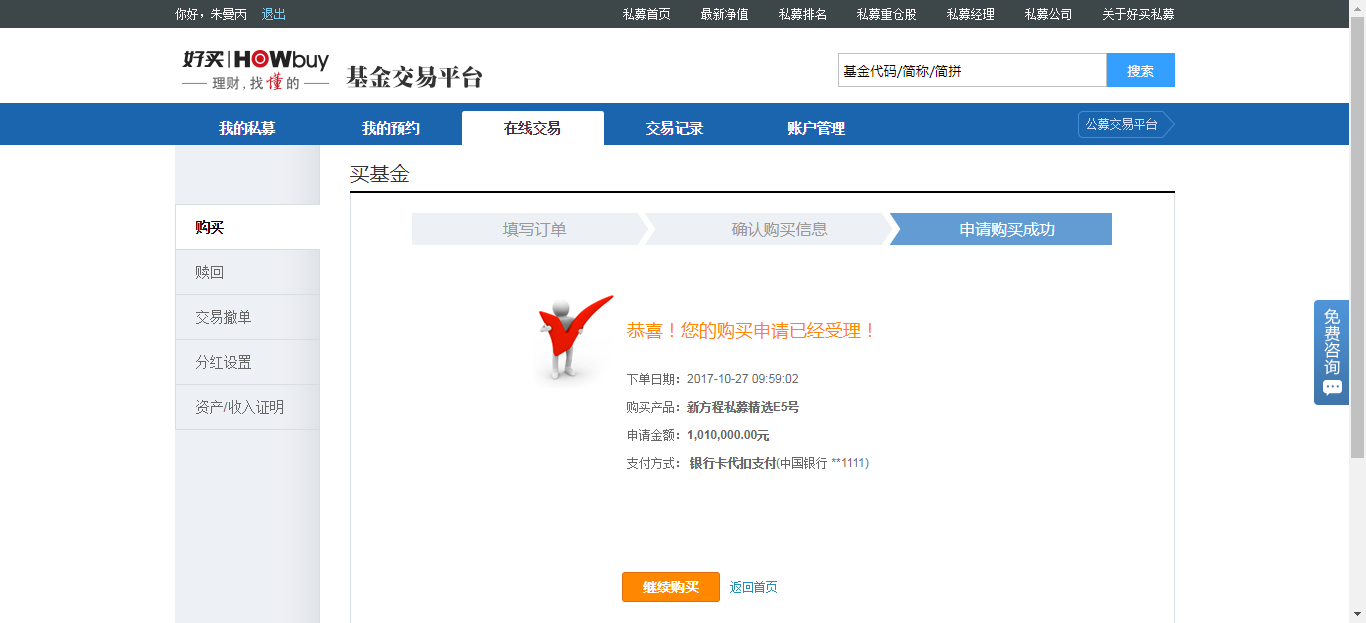 你好，朱曼丙 退出 私募首页 最新净值 私募排名 私募重仓股 私募经理 私募公司 关于好买私募
好买 HOWbuy
理财,找懂的
基金交易平台
基金代码/简称/简拼 搜索
我的私募 我的预约 在线交易 交易记录 账户管理 公募交易平台
买基金
购买
赎回
交易撤单
分红设置
资产/收入证明
填写订单 确认购买信息 申请购买成功
恭喜！您的购买申请已经受理！
下单日期：2017-10-27 09:59:02
购买产品：新方程私募精选E5号
申请金额：1,010,000.00元
支付方式： 银行卡代扣支付(中国银行 **1111)
继续购买 返回首页
免费咨询